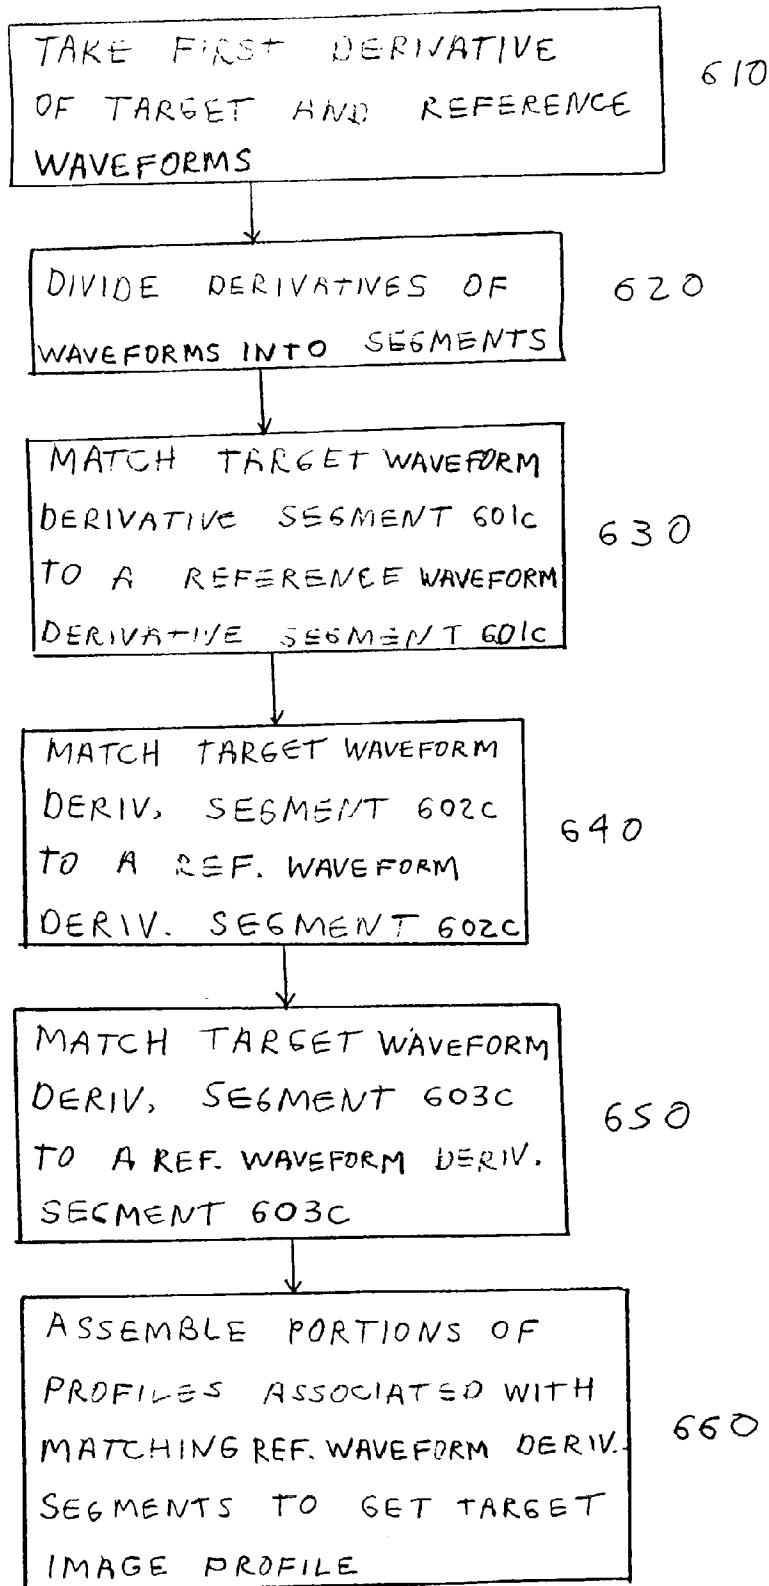 TAKE FIRST DERIVATIVE
OF TARGET AND REFERENCE
WAVEFORMS
610
DIVIDE DERIVATIVES OF
WAVEFORMS INTO SEGMENTS
620
MATCH TARGET WAVEFORM
DERIVATIVE SEGMENT 601c
TO A REFERENCE WAVEFORM
DERIVATIVE SEGMENT 601c
630
MATCH TARGET WAVEFORM
DERIV. SEGMENT 602C
TO A REF. WAVEFORM
DERIV. SEGMENT 602C
640
MATCH TARGET WAVEFORM
DERIV. SEGMENT 603C
TO A REF. WAVEFORM DERIV.
SEGMENT 603C
650
ASSEMBLE PORTIONS OF
PROFILES ASSOCIATED WITH
MATCHING REF. WAVEFORM DERIV.
SEGMENTS TO GET TARGET
IMAGE PROFILE
660